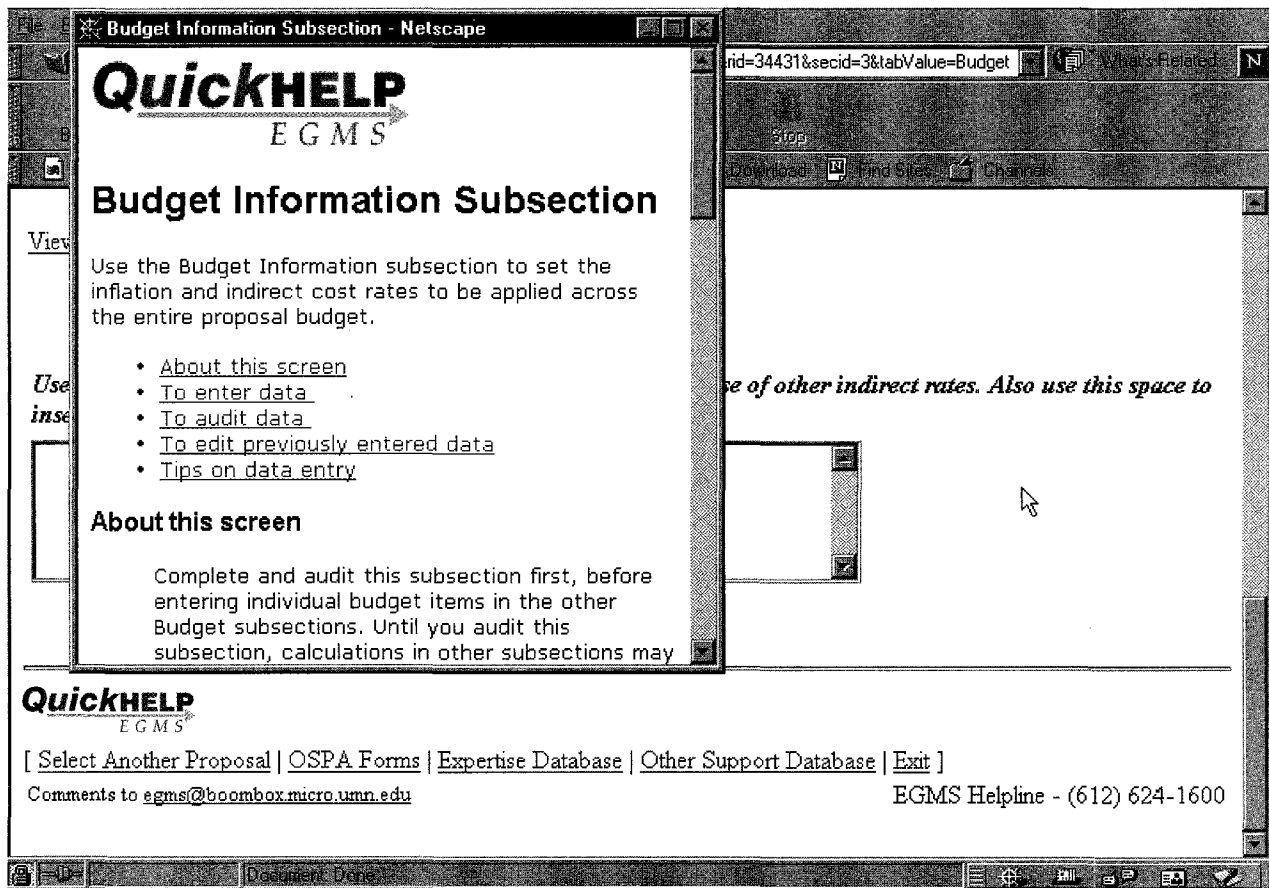 Budget Information Subsection - Netscape
rid=34431&secid=3&tabValue=Budget
What's Related
N
QuickHELP
EGMS
Stop
Download
Find Sites
Channels
Budget Information Subsection
View
Use the Budget Information subsection to set the
inflation and indirect cost rates to be applied across
the entire proposal budget.
• About this screen
• To enter data
• To audit data
• To edit previously entered data
• Tips on data entry
Use
se of other indirect rates. Also use this space to
inse
About this screen
Complete and audit this subsection first, before
entering individual budget items in the other
Budget subsections. Until you audit this
subsection, calculations in other subsections may
QuickHELP
EGMS
[ Select Another Proposal | OSPA Forms | Expertise Database | Other Support Database | Exit ]
Comments to egms@boombox.micro.umn.edu
EGMS Helpline - (612) 624-1600
Document: Done